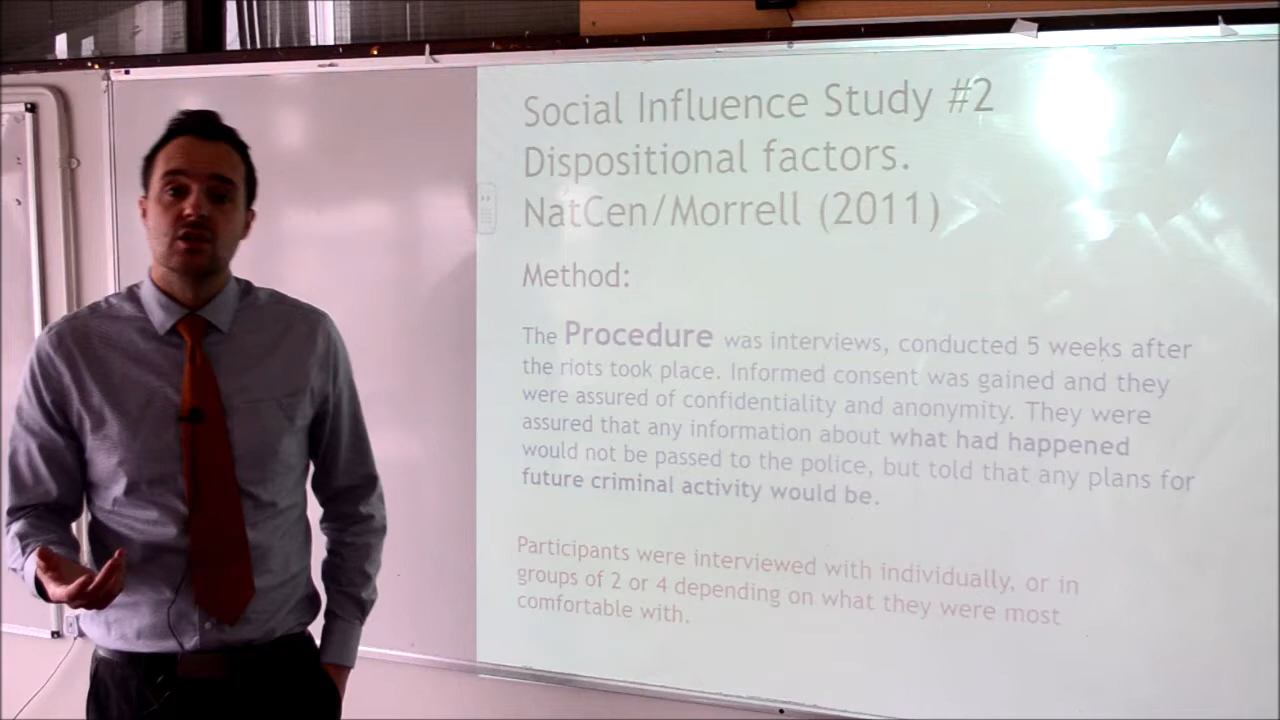 Social Influence Study #2
Dispositional factors.
NatCen/Morrell (2011)
Method:
The Procedure was interviews, conducted 5 weeks after
the riots took place. Informed consent was gained and they
were assured of confidentiality and anonymity. They were
assured that any information about what had happened
would not be passed to the police, but told that any plans for
future criminal activity would be.
Participants were interviewed with individually, or in
groups of 2 or 4 depending on what they were most
comfortable with.